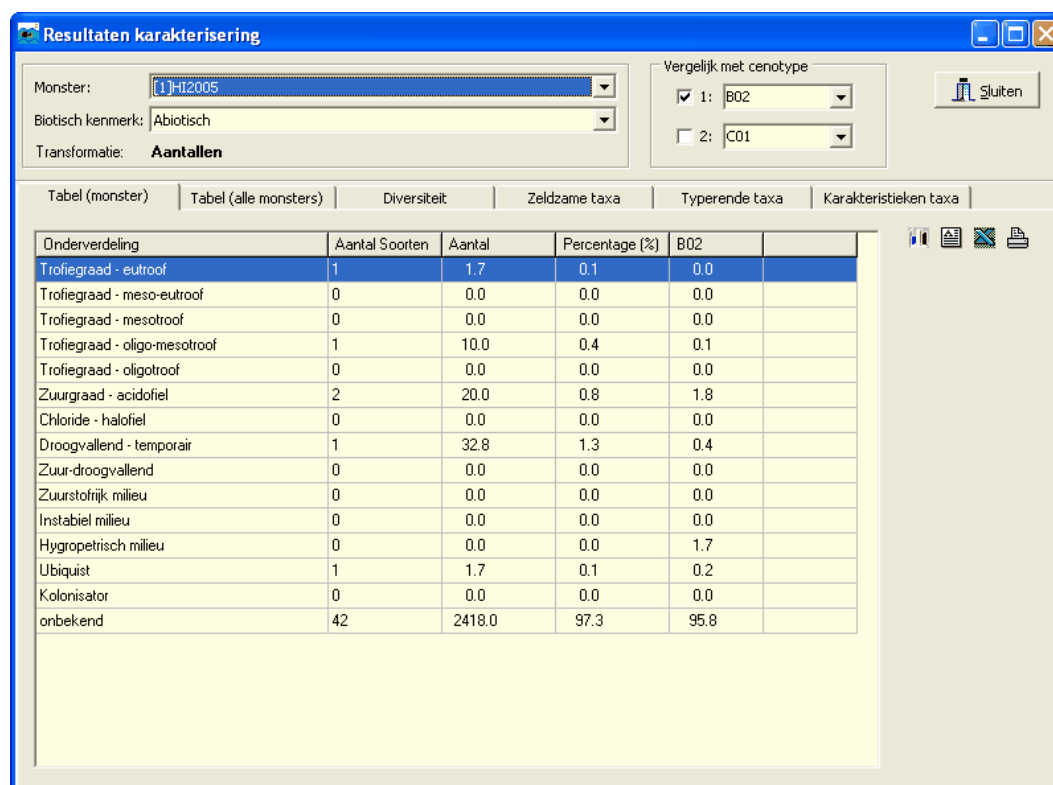 Resultaten karakterisering
Monster: [1]HI2005
Biotisch kenmerk: Abiotisch
Transformatie: Aantallen
Vergelijk met cenotype
1: B02
2: C01
Sluiten
Tabel (monster) Tabel (alle monsters) Diversiteit Zeldzame taxa Typerende taxa Karakteristieken taxa
Onderverdeling Aantal Soorten Aantal Percentage (%) B02
Trofiegraad - eutroof 1 1.7 0.1 0.0
Trofiegraad - meso-eutroof 0 0.0 0.0 0.0
Trofiegraad - mesotroof 0 0.0 0.0 0.0
Trofiegraad - oligo-mesotroof 1 10.0 0.4 0.1
Trofiegraad - oligotroof 0 0.0 0.0 0.0
Zuurgraad - acidofiel 2 20.0 0.8 1.8
Chloride - halofiel 0 0.0 0.0 0.0
Droogvallend - temporair 1 32.8 1.3 0.4
Zuur-droogvallend 0 0.0 0.0 0.0
Zuurstofrijk milieu 0 0.0 0.0 0.0
Instabiel milieu 0 0.0 0.0 0.0
Hygropetrisch milieu 0 0.0 0.0 1.7
Ubiquist 1 1.7 0.1 0.2
Kolonisator 0 0.0 0.0 0.0
onbekend 42 2418.0 97.3 95.8